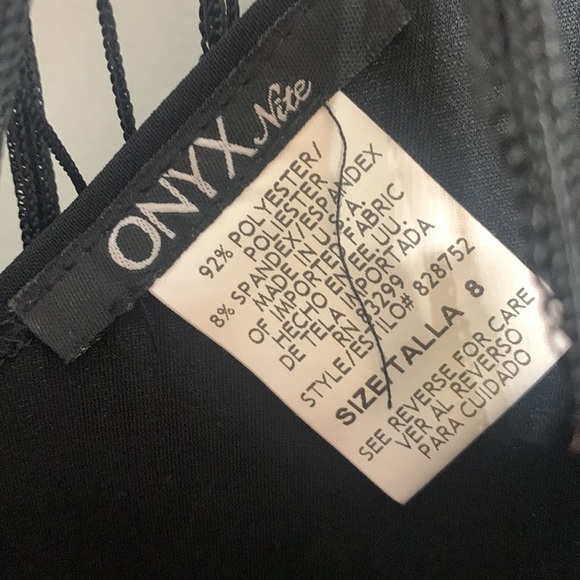 ONYX Nite
92% POLYESTER/
POLIESTER
8% SPANDEX/ESPANDEX
MADE IN U.S.A.
OF IMPORTED FABRIC
HECHO EN EE.UU.
DE TELA IMPORTADA
RN 93299
STYLE/ESTILO# 828752
SIZE/TALLA 8
SEE REVERSE FOR CARE
VER AL REVERSO
PARA CUIDADO